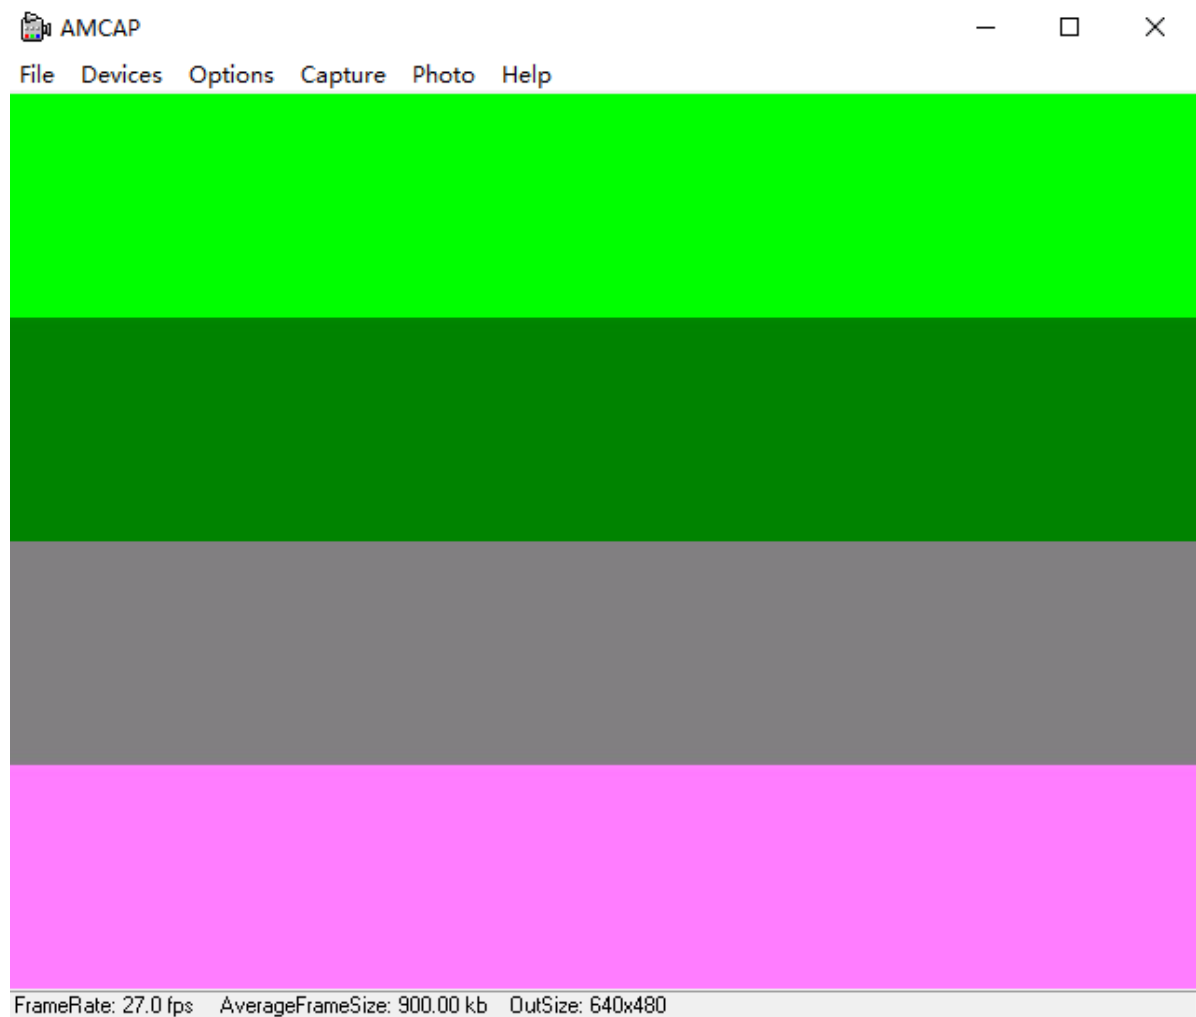 AMCAP
File Devices Options Capture Photo Help
FrameRate: 27.0 fps AverageFrameSize: 900.00 kb OutSize: 640x480